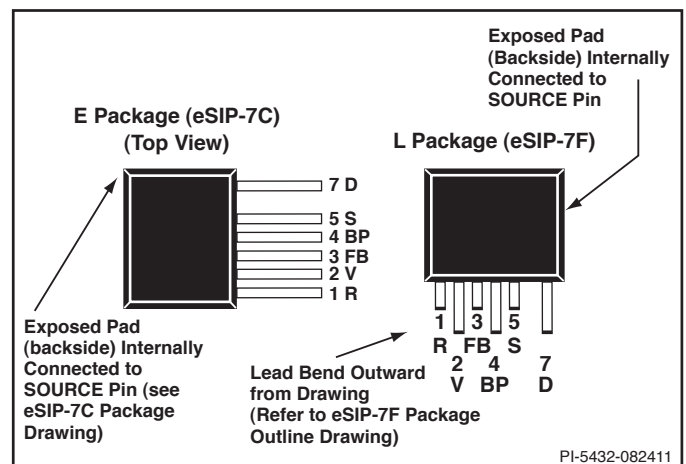 Exposed Pad
(Backside) Internally
Connected to
SOURCE Pin
E Package (eSIP-7C)
(Top View)
L Package (eSIP-7F)
7 D
5 S
4 BP
3 FB
2 V
1 R
1 3 5
R FB S
2 4 7
V BP D
Exposed Pad
(backside) Internally
Connected to
SOURCE Pin (see
eSIP-7C Package
Drawing)
Lead Bend Outward
from Drawing
(Refer to eSIP-7F Package
Outline Drawing)
PI-5432-082411